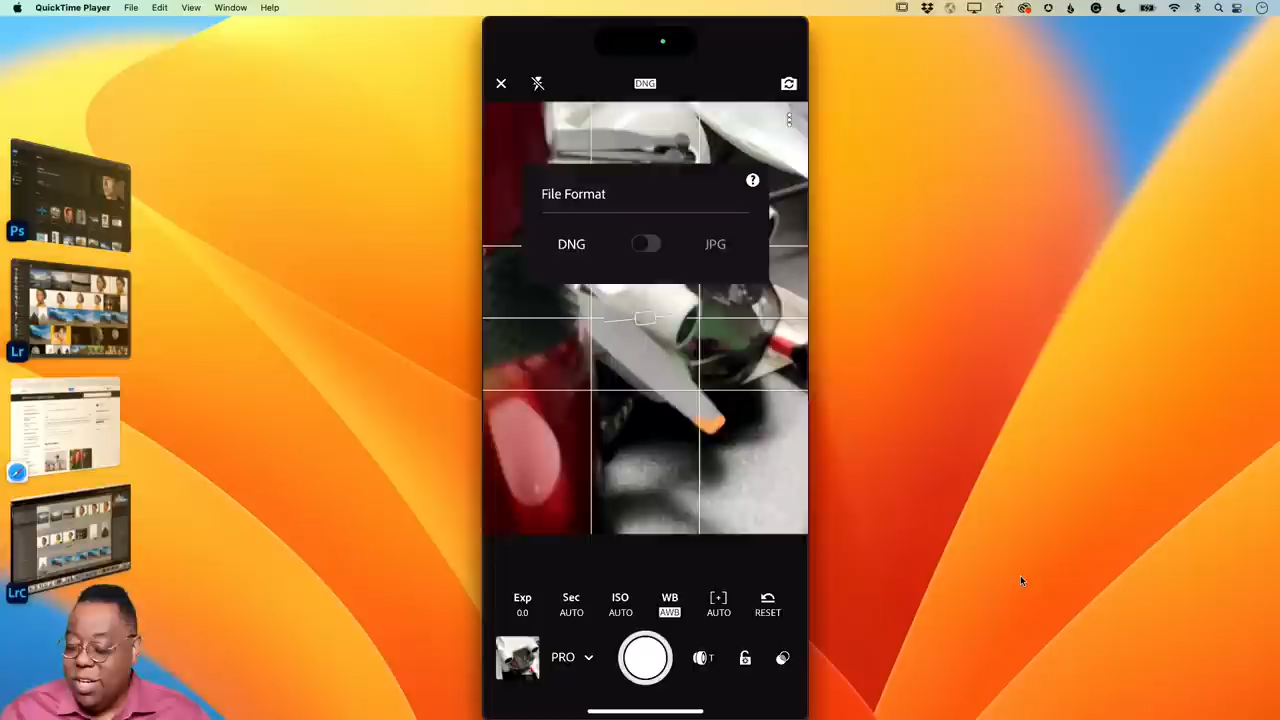 QuickTime Player File Edit View Window Help
DNG
File Format
?
DNG JPG
Exp Sec ISO WB [+]
0.0 AUTO AUTO AWB AUTO RESET
PRO T
Ps
Lr
LrC